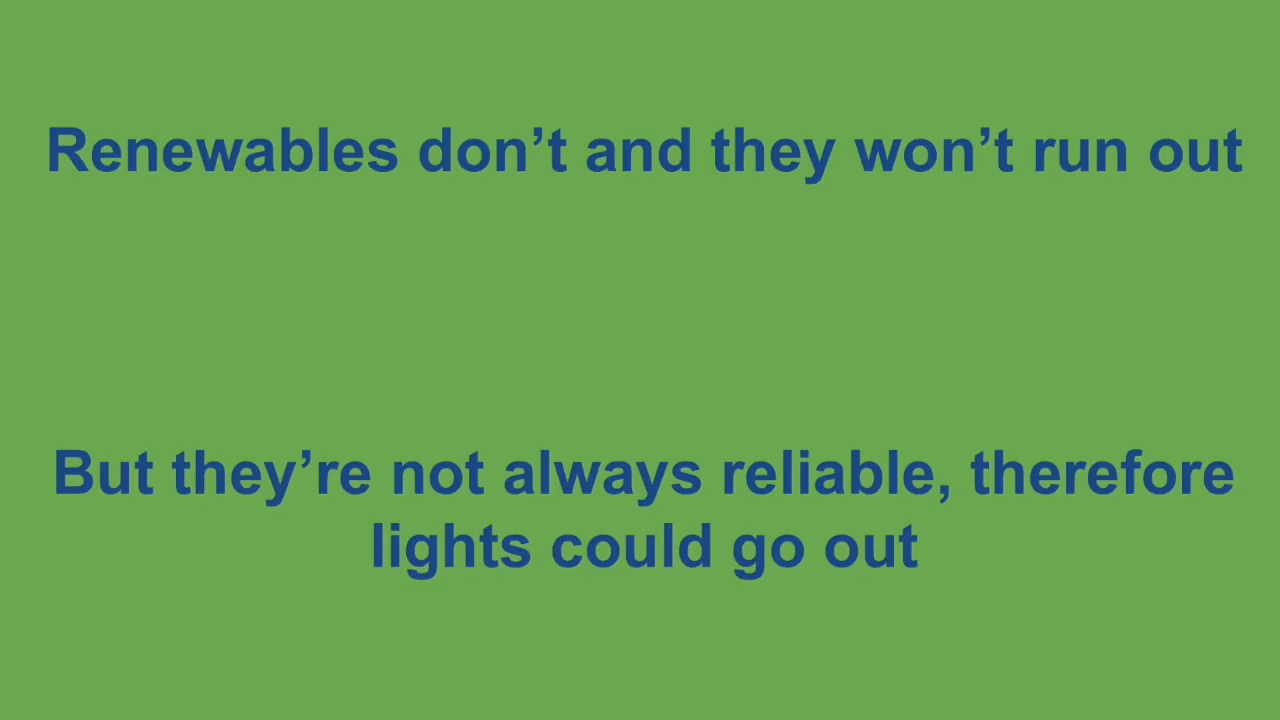 Renewables don’t and they won’t run out
But they’re not always reliable, therefore
lights could go out